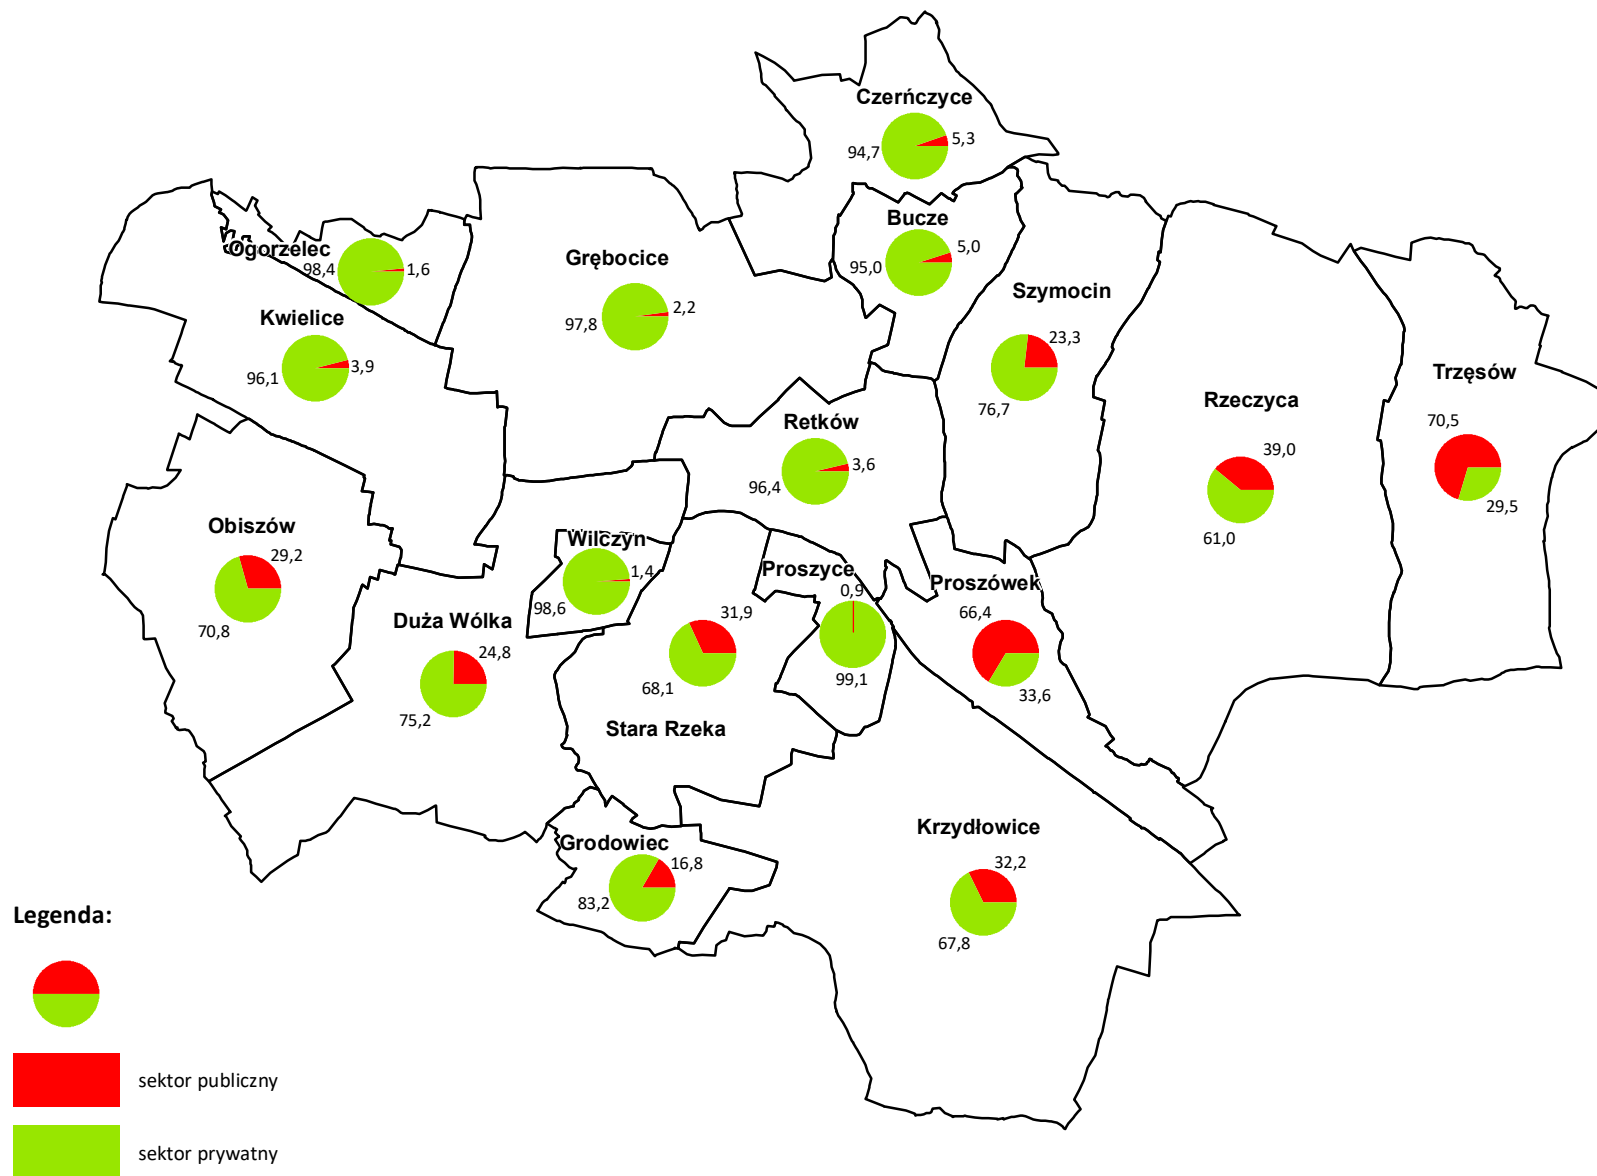 Czerńczyce
94,7
5,3
Bucze
95,0
5,0
Ogorzelec
98,4
1,6
Grębocice
97,8
2,2
Szymocin
23,3
76,7
Kwielice
96,1
3,9
Trzęsów
70,5
29,5
Rzeczyca
39,0
61,0
Retków
96,4
3,6
Obiszów
29,2
70,8
Wilczyn
1,4
98,6
Proszyce
0,9
99,1
Proszówek
66,4
33,6
Duża Wólka
24,8
75,2
31,9
68,1
Stara Rzeka
Krzydłowice
32,2
67,8
Grodowiec
16,8
83,2
Legenda:
sektor publiczny
sektor prywatny